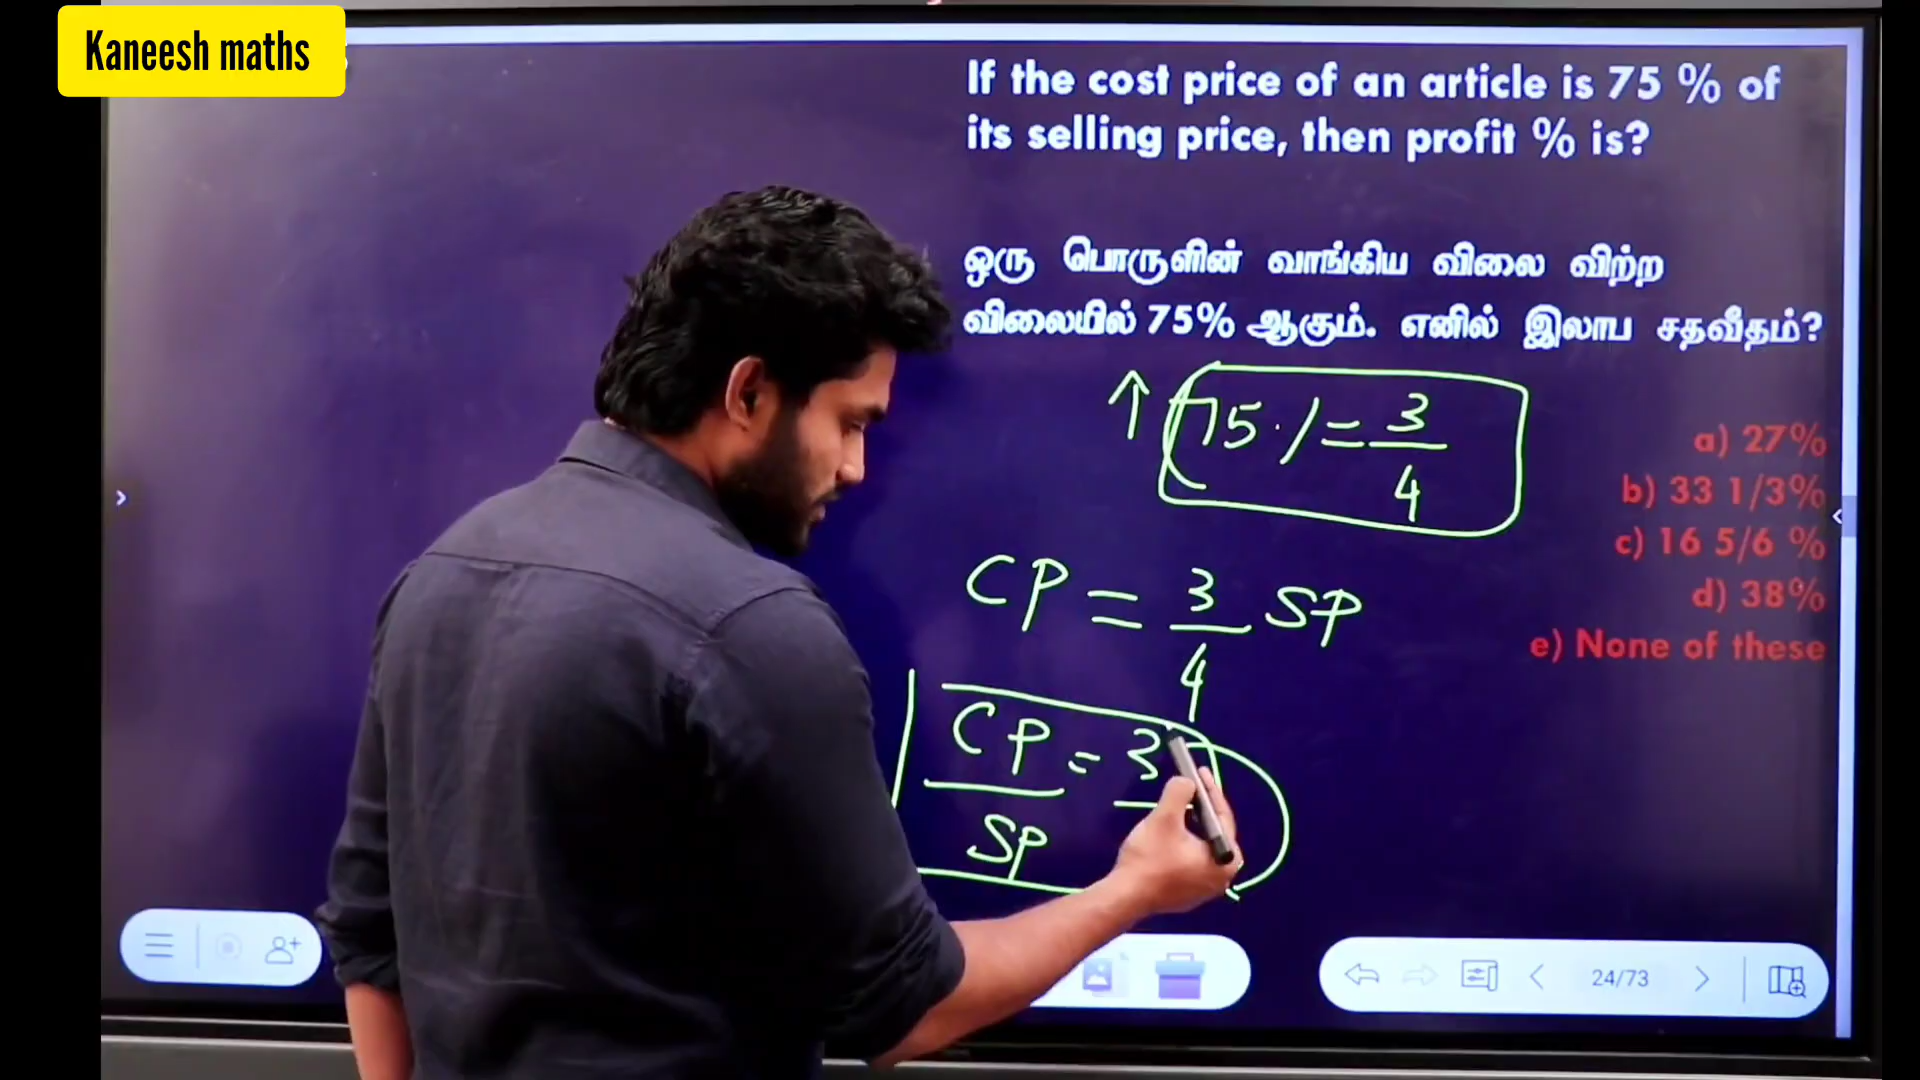 Kaneesh maths
If the cost price of an article is 75 % of
its selling price, then profit % is?
ஒரு பொருளின் வாங்கிய விலை விற்ற
விலையில் 75% ஆகும். எனில் இலாப சதவீதம்?
↑ 75% = 3/4
a) 27%
b) 33 1/3%
c) 16 5/6 %
d) 38%
e) None of these
CP = 3/4 SP
CP/SP = 3
24/73